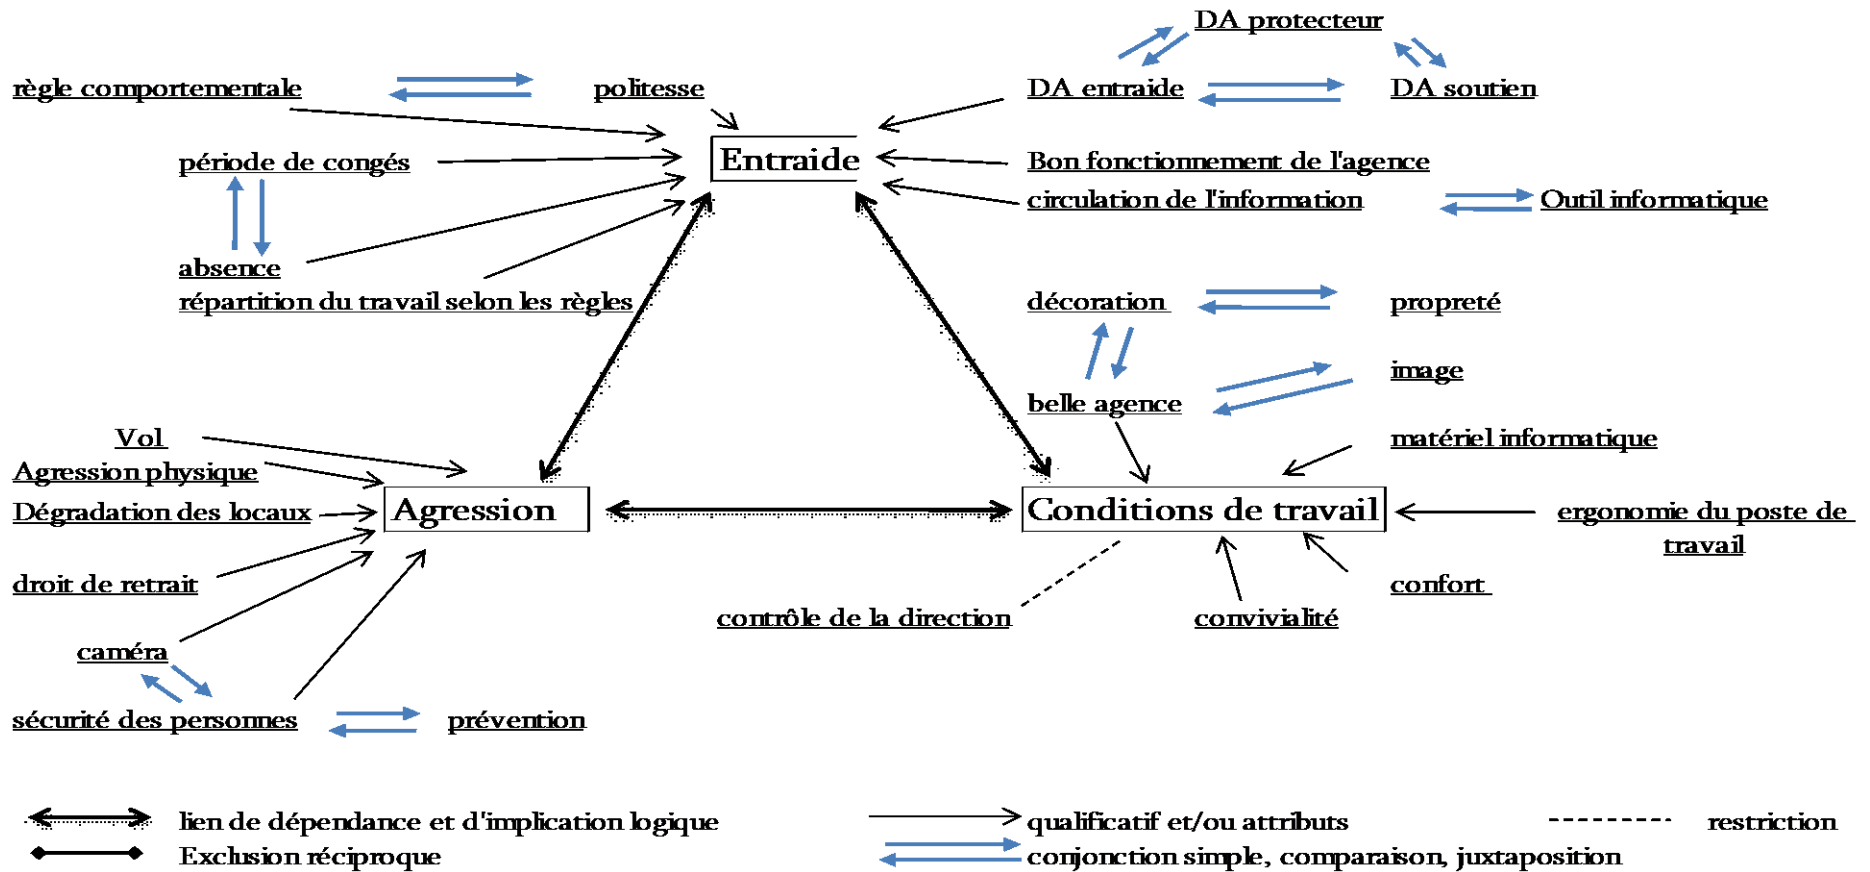 DA protecteur
règle comportementale
politesse
DA entraide
DA soutien
Entraide
période de congés
Bon fonctionnement de l'agence
circulation de l'information
Outil informatique
absence
répartition du travail selon les règles
décoration
propreté
image
belle agence
Vol
matériel informatique
Agression physique
Dégradation des locaux
Agression
Conditions de travail
ergonomie du poste de
travail
droit de retrait
confort
contrôle de la direction
convivialité
caméra
sécurité des personnes
prévention
lien de dépendance et d'implication logique
qualificatif et/ou attributs
restriction
Exclusion réciproque
conjonction simple, comparaison, juxtaposition